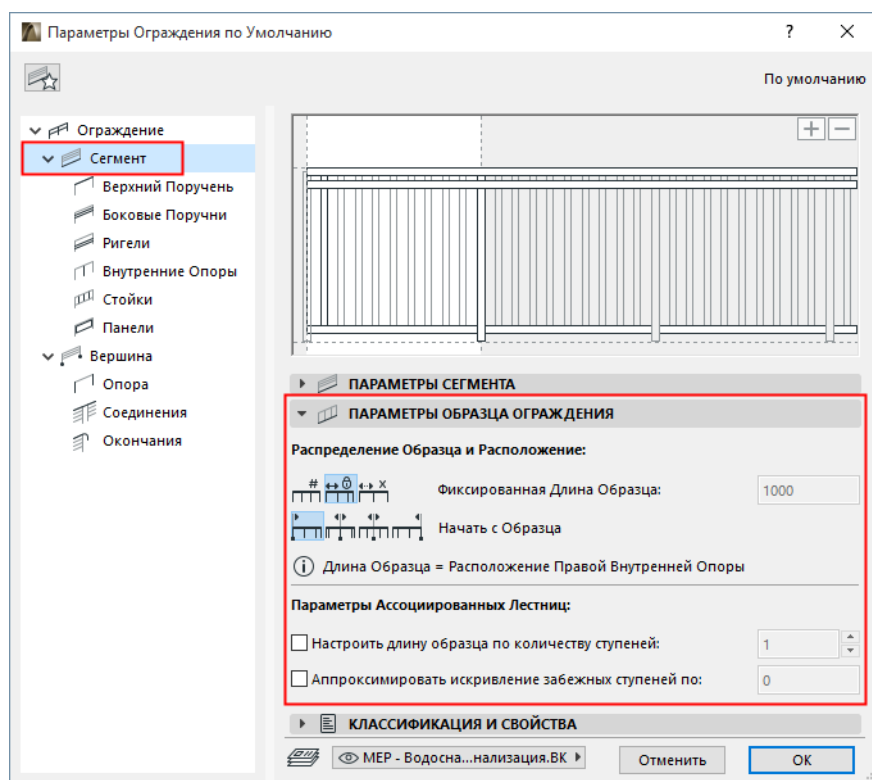 Параметры Ограждения по Умолчанию
?
По умолчанию
Ограждение
Сегмент
Верхний Поручень
Боковые Поручни
Ригели
Внутренние Опоры
Стойки
Панели
Вершина
Опора
Соединения
Окончания
ПАРАМЕТРЫ СЕГМЕНТА
ПАРАМЕТРЫ ОБРАЗЦА ОГРАЖДЕНИЯ
Распределение Образца и Расположение:
# x
Фиксированная Длина Образца: 1000
Начать с Образца
Длина Образца = Расположение Правой Внутренней Опоры
Параметры Ассоциированных Лестниц:
Настроить длину образца по количеству ступеней: 1
Аппроксимировать искривление забежных ступеней по: 0
КЛАССИФИКАЦИЯ И СВОЙСТВА
МЕР - Водосна...нализация.ВК
Отменить
ОК